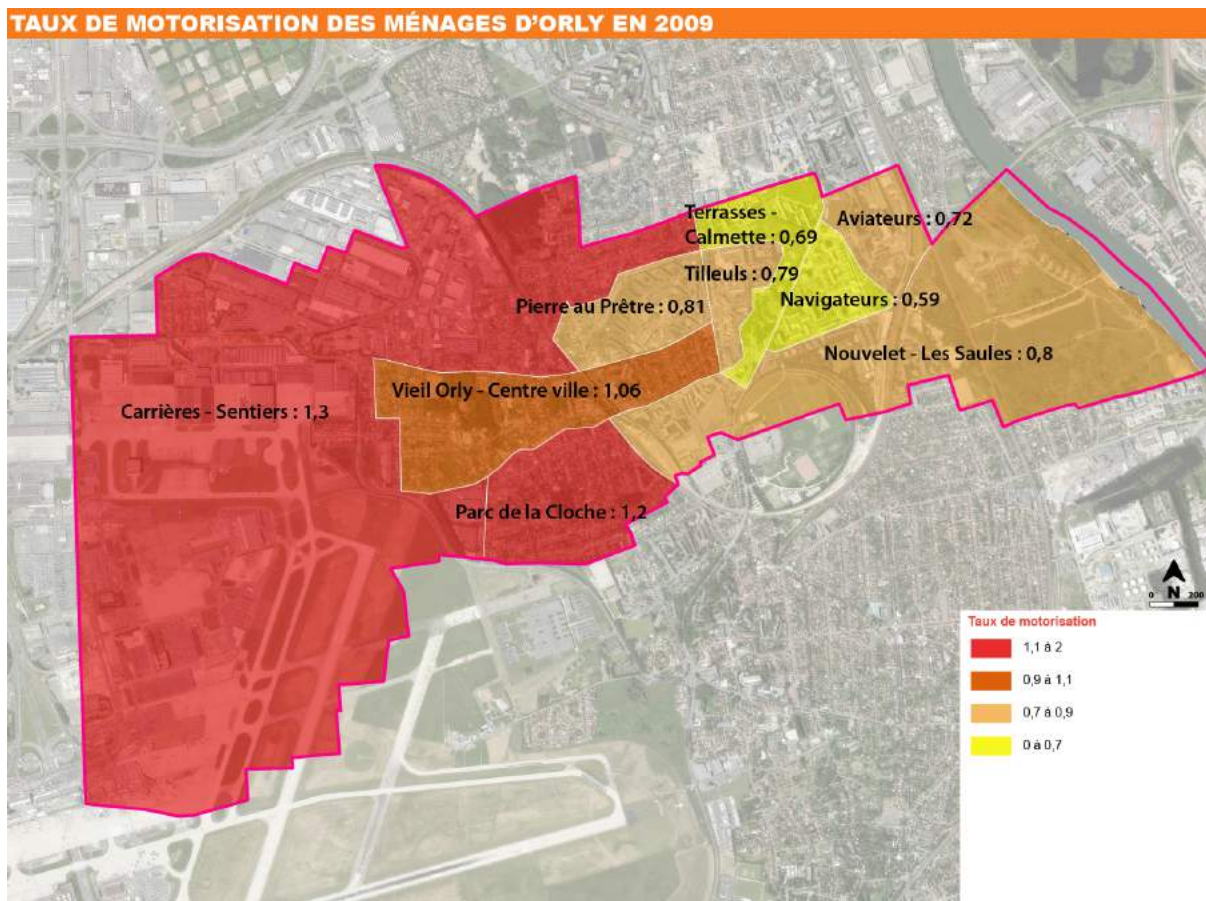 TAUX DE MOTORISATION DES MÉNAGES D'ORLY EN 2009
Terrasses -
Calmette : 0,69
Aviateurs : 0,72
Tilleuls : 0,79
Pierre au Prêtre : 0,81
Navigateurs : 0,59
Nouvelet - Les Saules : 0,8
Vieil Orly - Centre ville : 1,06
Carrières - Sentiers : 1,3
Parc de la Cloche : 1,2
0 N 200
Taux de motorisation
1,1 à 2
0,9 à 1,1
0,7 à 0,9
0 à 0,7